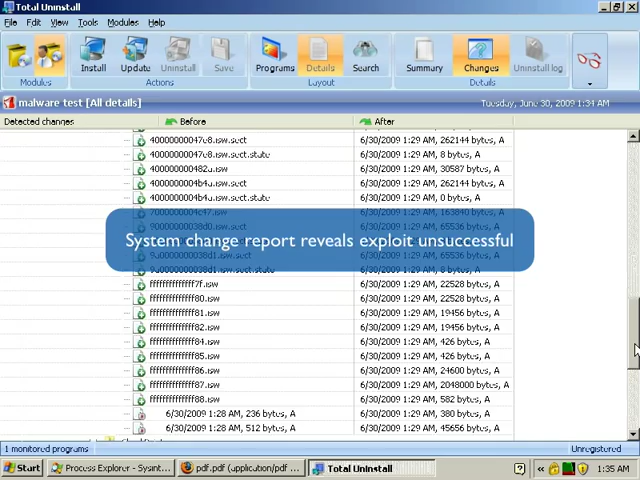 Total Uninstall
File Edit View Tools Modules Help
Install Update Uninstall Save Programs Details Search Summary Changes Uninstall log
Modules Actions Layout Details
malware test [All details] Tuesday, June 30, 2009 1:34 AM
Detected changes Before After
40000000047e8.isw.sect 6/30/2009 1:29 AM, 262144 bytes, A
40000000047e8.isw.sect.state 6/30/2009 1:29 AM, 8 bytes, A
400000000482a.isw 6/30/2009 1:29 AM, 30587 bytes, A
4000000004b4a.isw.sect 6/30/2009 1:29 AM, 262144 bytes, A
4000000004b4a.isw.sect.state 6/30/2009 1:29 AM, 0 bytes, A
System change report reveals exploit unsuccessful
ffffffffffffff7f.isw 6/30/2009 1:29 AM, 22528 bytes, A
ffffffffffffff80.isw 6/30/2009 1:29 AM, 22528 bytes, A
ffffffffffffff81.isw 6/30/2009 1:29 AM, 19456 bytes, A
ffffffffffffff82.isw 6/30/2009 1:29 AM, 19456 bytes, A
ffffffffffffff84.isw 6/30/2009 1:29 AM, 426 bytes, A
ffffffffffffff85.isw 6/30/2009 1:29 AM, 426 bytes, A
ffffffffffffff86.isw 6/30/2009 1:29 AM, 24600 bytes, A
ffffffffffffff87.isw 6/30/2009 1:29 AM, 2048000 bytes, A
ffffffffffffff88.isw 6/30/2009 1:29 AM, 582 bytes, A
6/30/2009 1:28 AM, 236 bytes, A 6/30/2009 1:29 AM, 380 bytes, A
6/30/2009 1:28 AM, 512 bytes, A 6/30/2009 1:29 AM, 45656 bytes, A
1 monitored programs Unregistered
Start Process Explorer - Sysint... pdf.pdf (application/pdf ... Total Uninstall 1:35 AM